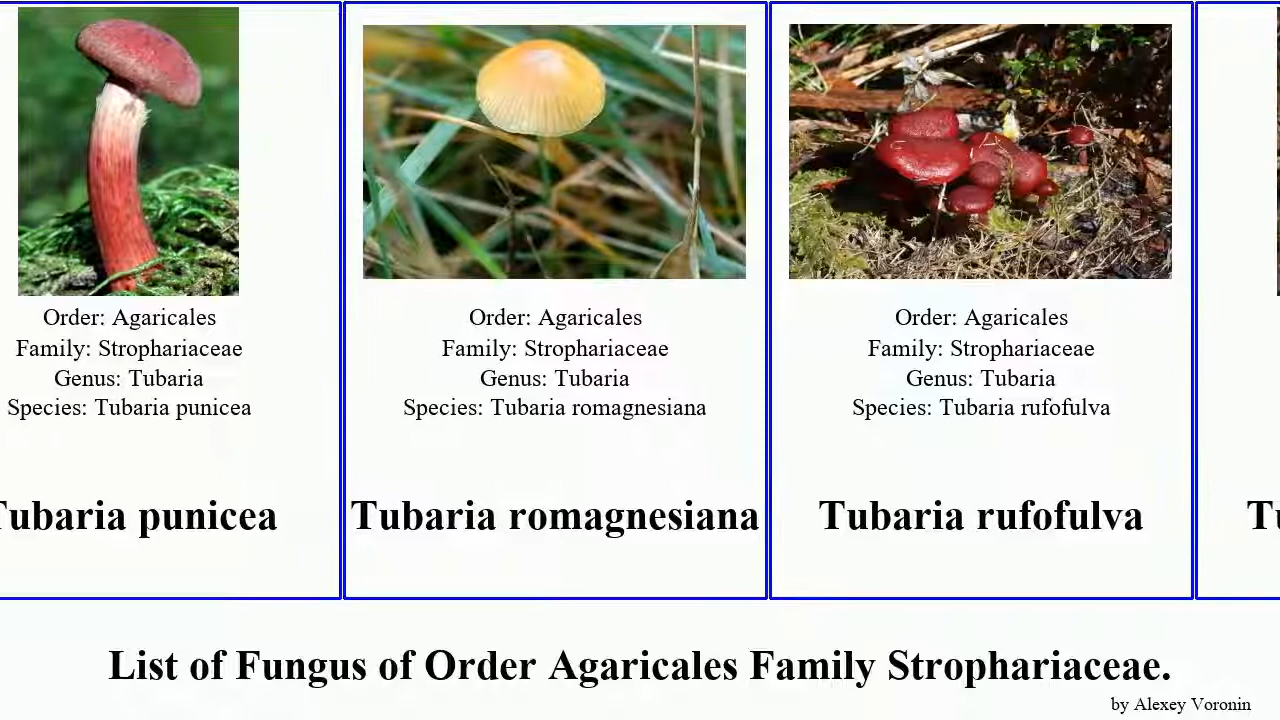 Order: Agaricales
Family: Strophariaceae
Genus: Tubaria
Species: Tubaria punicea
Tubaria punicea
Order: Agaricales
Family: Strophariaceae
Genus: Tubaria
Species: Tubaria romagnesiana
Tubaria romagnesiana
Order: Agaricales
Family: Strophariaceae
Genus: Tubaria
Species: Tubaria rufofulva
Tubaria rufofulva
List of Fungus of Order Agaricales Family Strophariaceae.
by Alexey Voronin